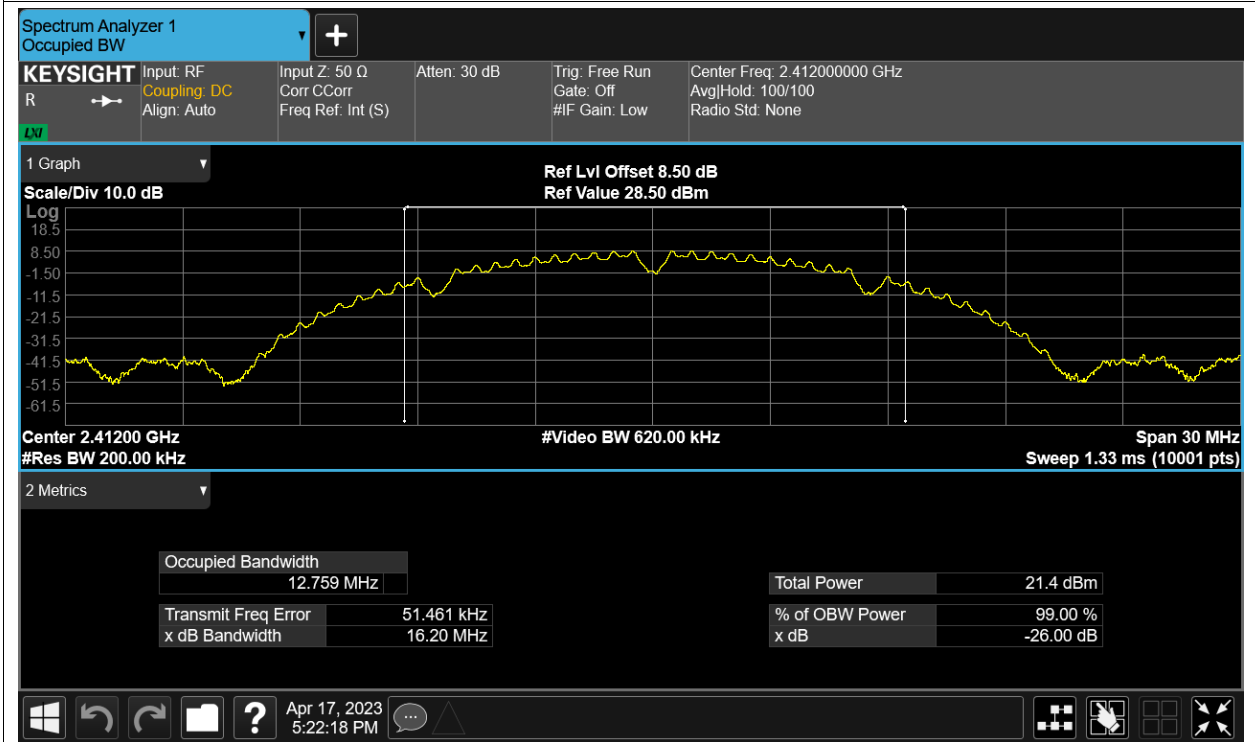 Spectrum Analyzer 1
Occupied BW
KEYSIGHT
R
LXI
Input: RF
Coupling: DC
Align: Auto
Input Z: 50 Ω
Corr CCorr
Freq Ref: Int (S)
Atten: 30 dB
Trig: Free Run
Gate: Off
#IF Gain: Low
Center Freq: 2.412000000 GHz
Avg|Hold: 100/100
Radio Std: None
1 Graph
Scale/Div 10.0 dB
Ref Lvl Offset 8.50 dB
Ref Value 28.50 dBm
Log
18.5
8.50
-1.50
-11.5
-21.5
-31.5
-41.5
-51.5
-61.5
Center 2.41200 GHz
#Res BW 200.00 kHz
#Video BW 620.00 kHz
Span 30 MHz
Sweep 1.33 ms (10001 pts)
2 Metrics
Occupied Bandwidth
12.759 MHz
Transmit Freq Error 51.461 kHz
x dB Bandwidth 16.20 MHz
Total Power 21.4 dBm
% of OBW Power 99.00 %
x dB -26.00 dB
?
Apr 17, 2023
5:22:18 PM